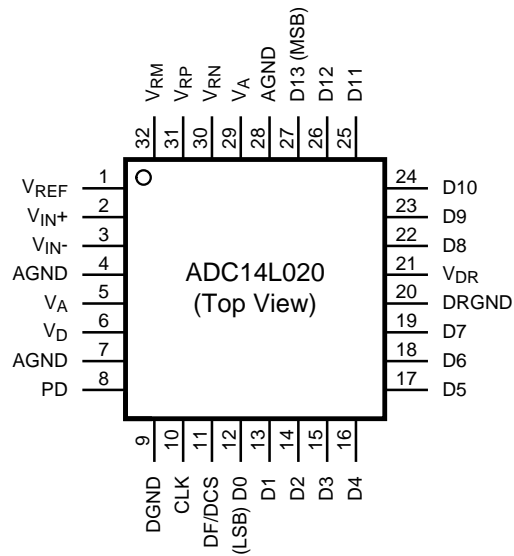 VRM
VRP
VRN
VA
AGND
D13 (MSB)
D12
D11
32
31
30
29
28
27
26
25
VREF 1
VIN+ 2
VIN- 3
AGND 4
VA 5
VD 6
AGND 7
PD 8
ADC14L020
(Top View)
24 D10
23 D9
22 D8
21 VDR
20 DRGND
19 D7
18 D6
17 D5
9
10
11
12
13
14
15
16
DGND
CLK
DF/DCS
(LSB) D0
D1
D2
D3
D4